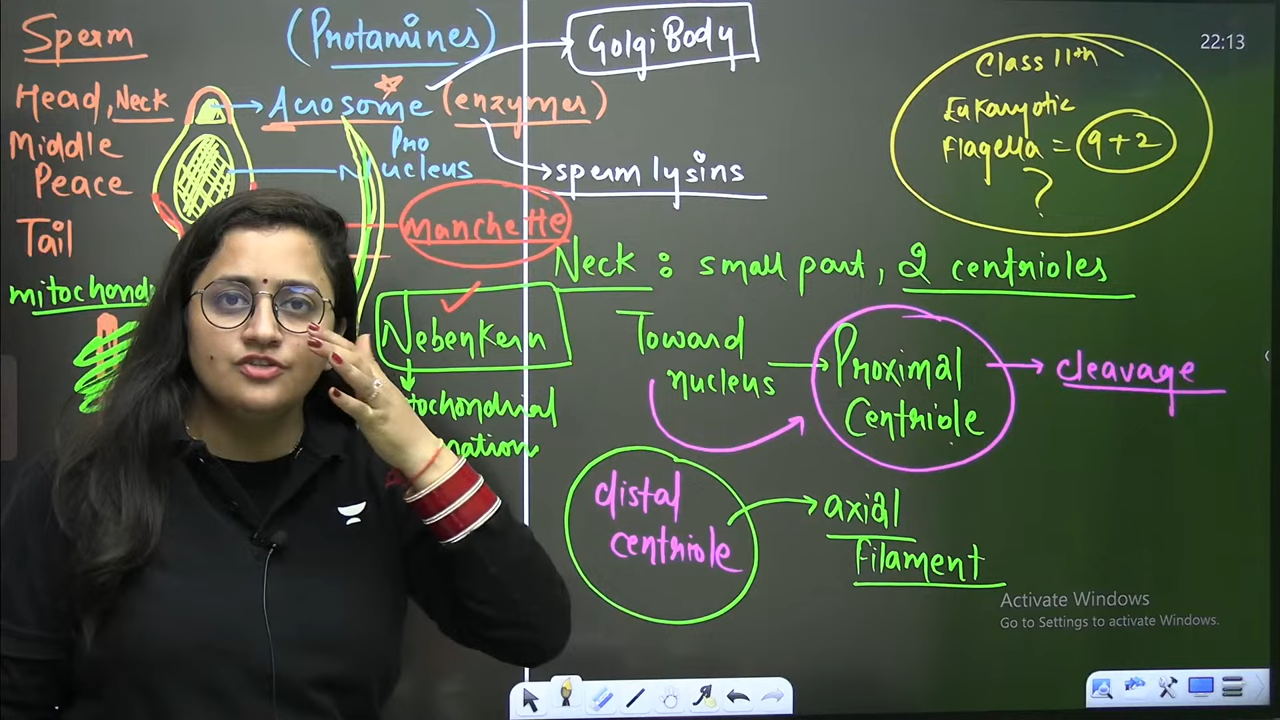 Sperm
(Protamines)
Golgi Body
22:13
Head, Neck
Acrosome (enzymes)
Middle
Peace
Pro
Nucleus
sperm lysins
Class 11th
Eukaryotic
flagella = 9+2
?
Tail
Manchette
Neck : small part, 2 centrioles
Nebenkern
Toward
nucleus
Proximal
Centriole
cleavage
distal
centriole
axial
filament
Activate Windows
Go to Settings to activate Windows.